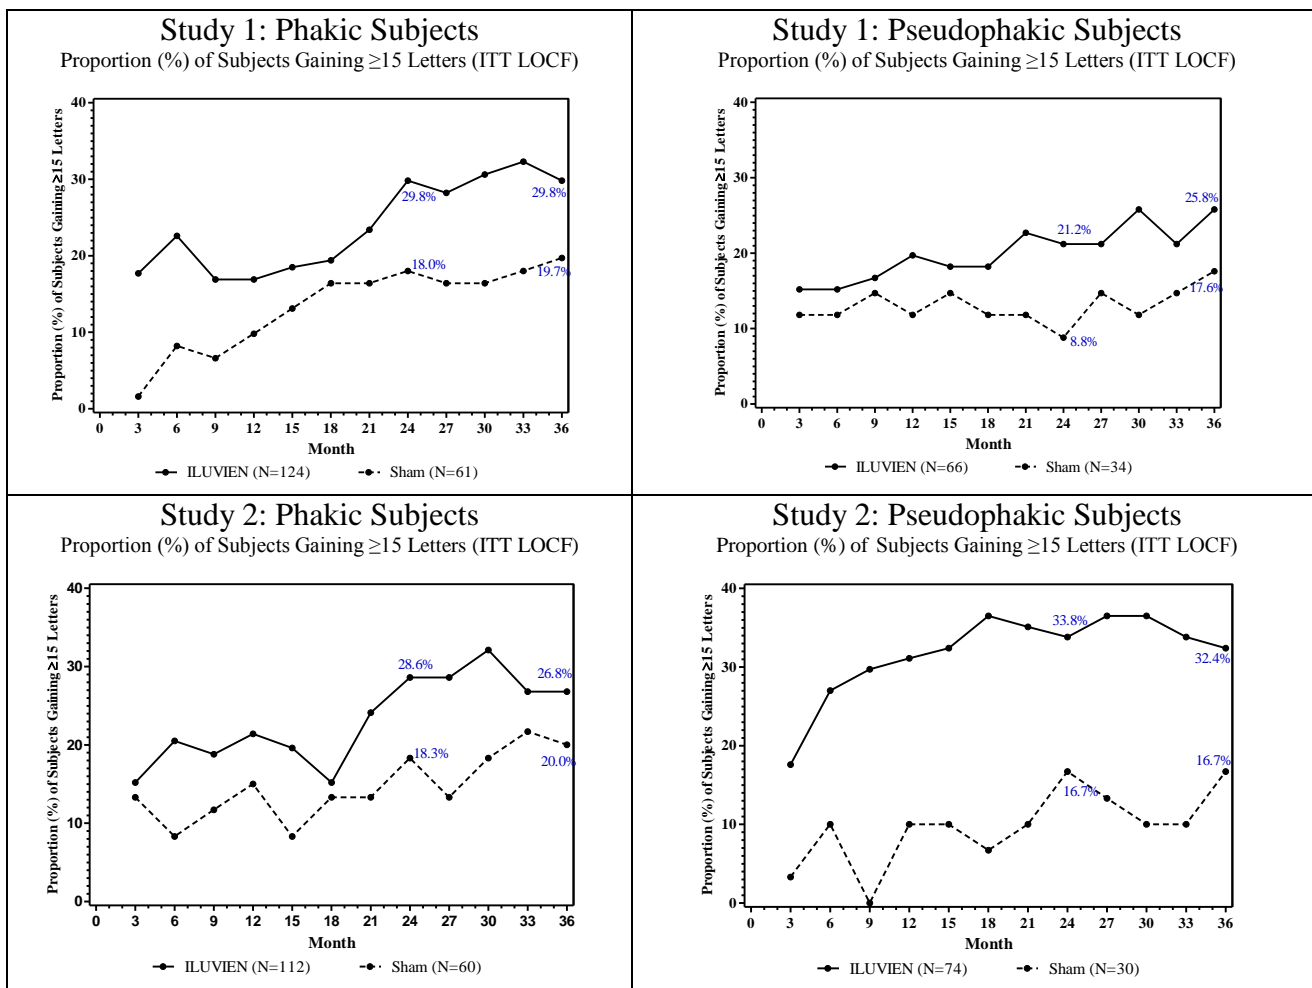 Study 1: Phakic Subjects
Proportion (%) of Subjects Gaining ≥15 Letters (ITT LOCF)
Proportion (%) of Subjects Gaining ≥15 Letters
40
30
20
10
0
29.8%
29.8%
18.0%
19.7%
0 3 6 9 12 15 18 21 24 27 30 33 36
Month
ILUVIEN (N=124) Sham (N=61)
Study 1: Pseudophakic Subjects
Proportion (%) of Subjects Gaining ≥15 Letters (ITT LOCF)
Proportion (%) of Subjects Gaining ≥15 Letters
40
30
20
10
0
25.8%
21.2%
17.6%
8.8%
0 3 6 9 12 15 18 21 24 27 30 33 36
Month
ILUVIEN (N=66) Sham (N=34)
Study 2: Phakic Subjects
Proportion (%) of Subjects Gaining ≥15 Letters (ITT LOCF)
Proportion (%) of Subjects Gaining ≥15 Letters
40
30
20
10
0
28.6%
26.8%
18.3%
20.0%
0 3 6 9 12 15 18 21 24 27 30 33 36
Month
ILUVIEN (N=112) Sham (N=60)
Study 2: Pseudophakic Subjects
Proportion (%) of Subjects Gaining ≥15 Letters (ITT LOCF)
Proportion (%) of Subjects Gaining ≥15 Letters
40
30
20
10
0
33.8%
32.4%
16.7%
16.7%
0 3 6 9 12 15 18 21 24 27 30 33 36
Month
ILUVIEN (N=74) Sham (N=30)